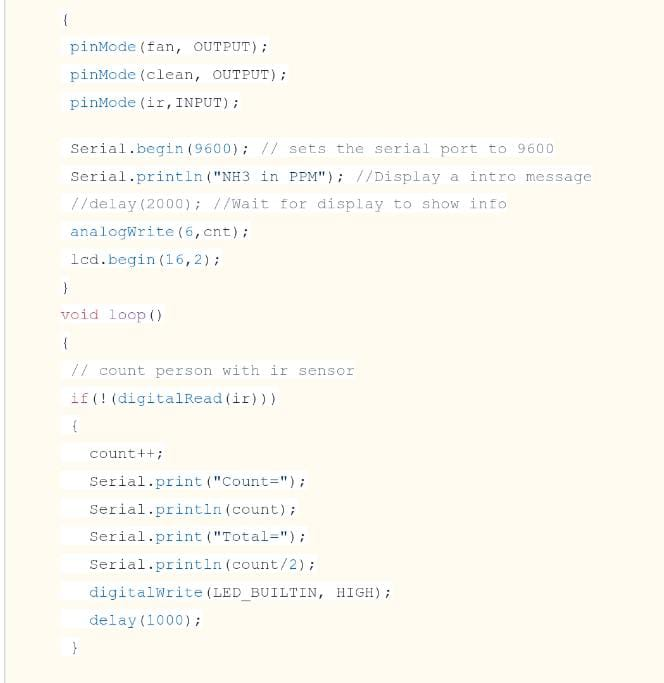 {
pinMode(fan, OUTPUT);
pinMode(clean, OUTPUT);
pinMode(ir,INPUT);
Serial.begin(9600); // sets the serial port to 9600
Serial.println("NH3 in PPM"); //Display a intro message
//delay(2000); //Wait for display to show info
analogWrite(6,cnt);
lcd.begin(16,2);
}
void loop()
{
// count person with ir sensor
if(!(digitalRead(ir)))
{
count++;
Serial.print("Count=");
Serial.println(count);
Serial.print("Total=");
Serial.println(count/2);
digitalWrite(LED_BUILTIN, HIGH);
delay(1000);
}